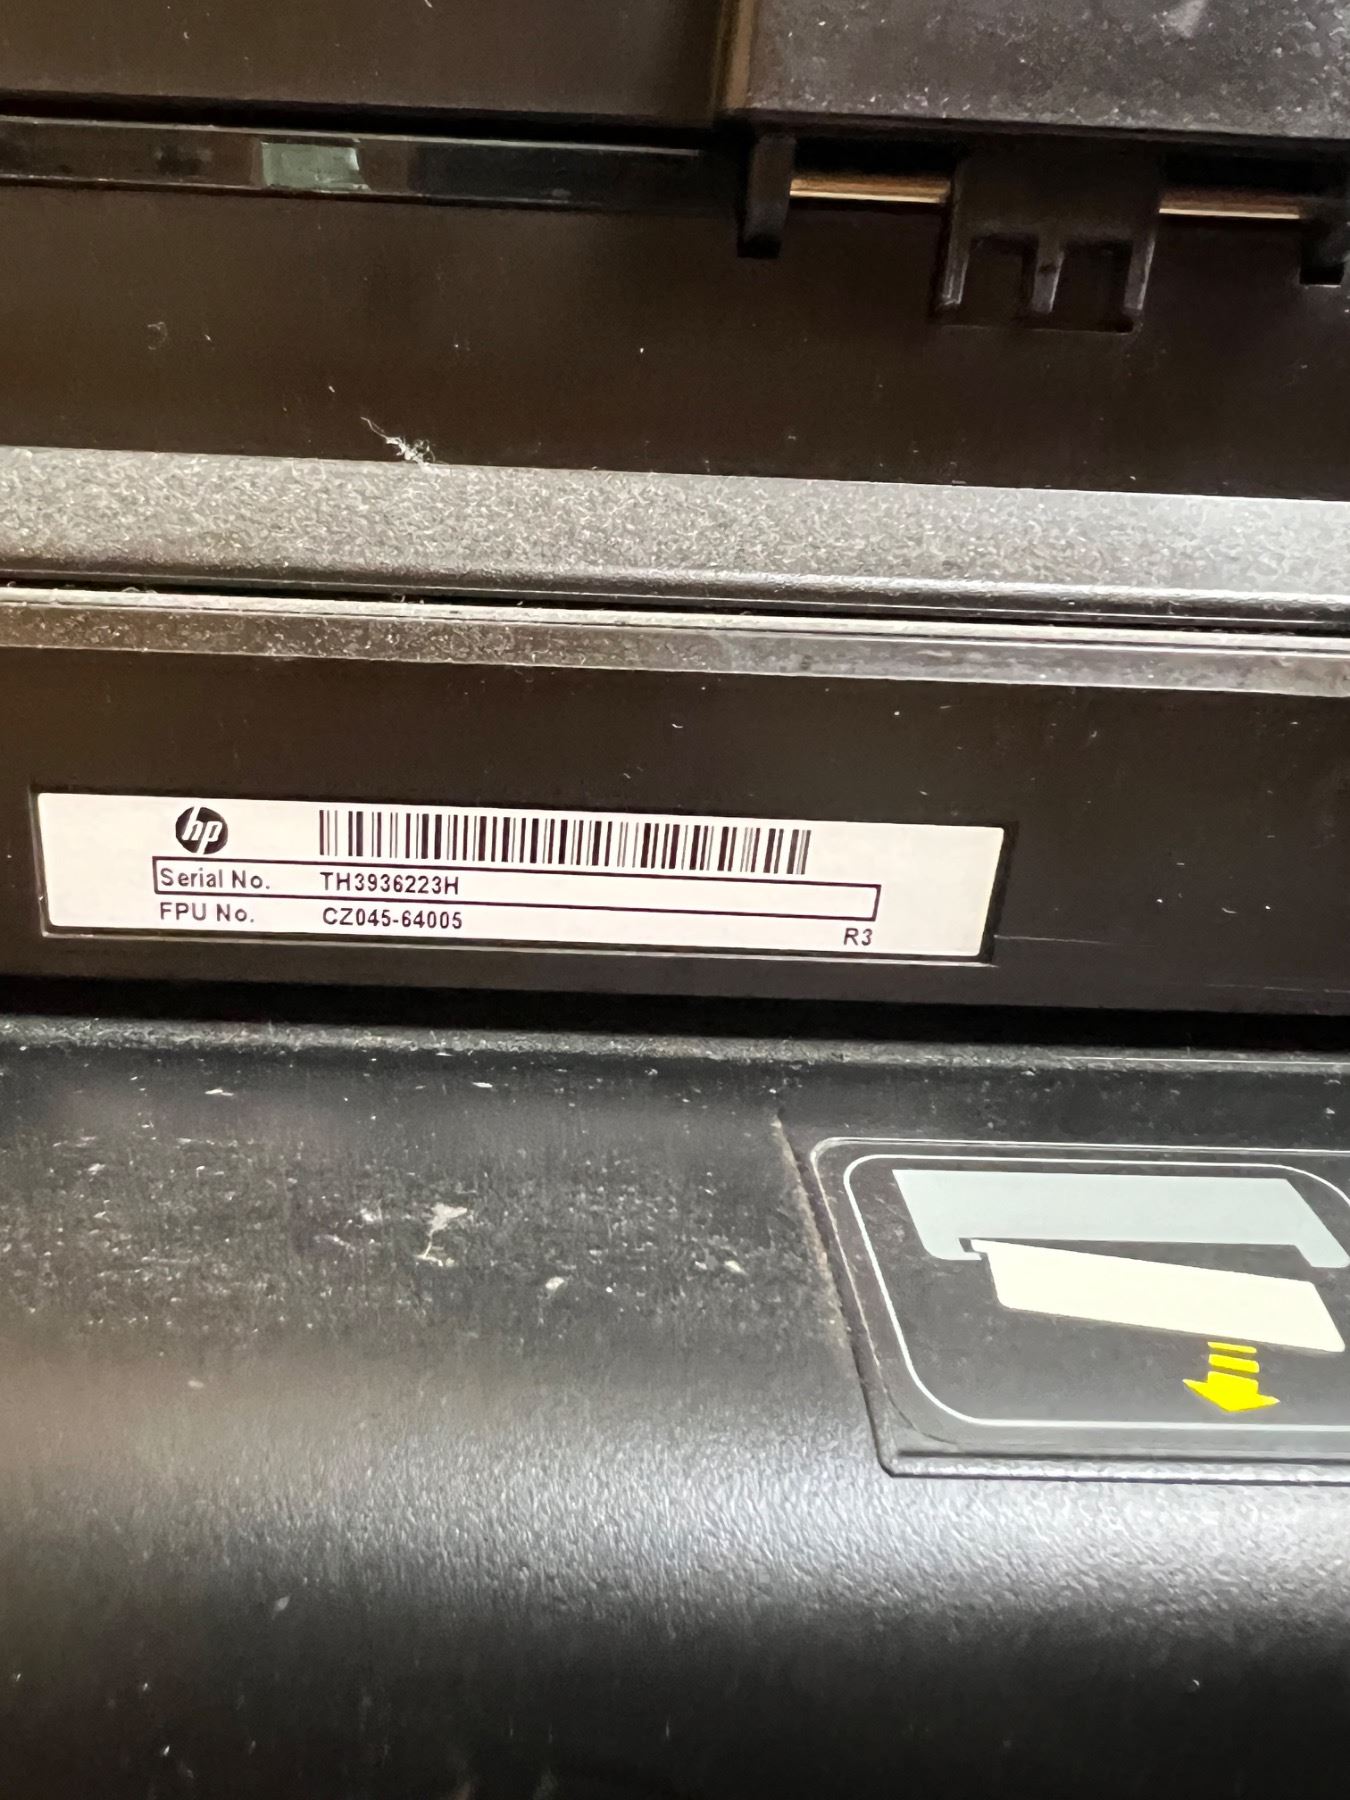 hp
Serial No. TH3936223H
FPU No. CZ045-64005
R3